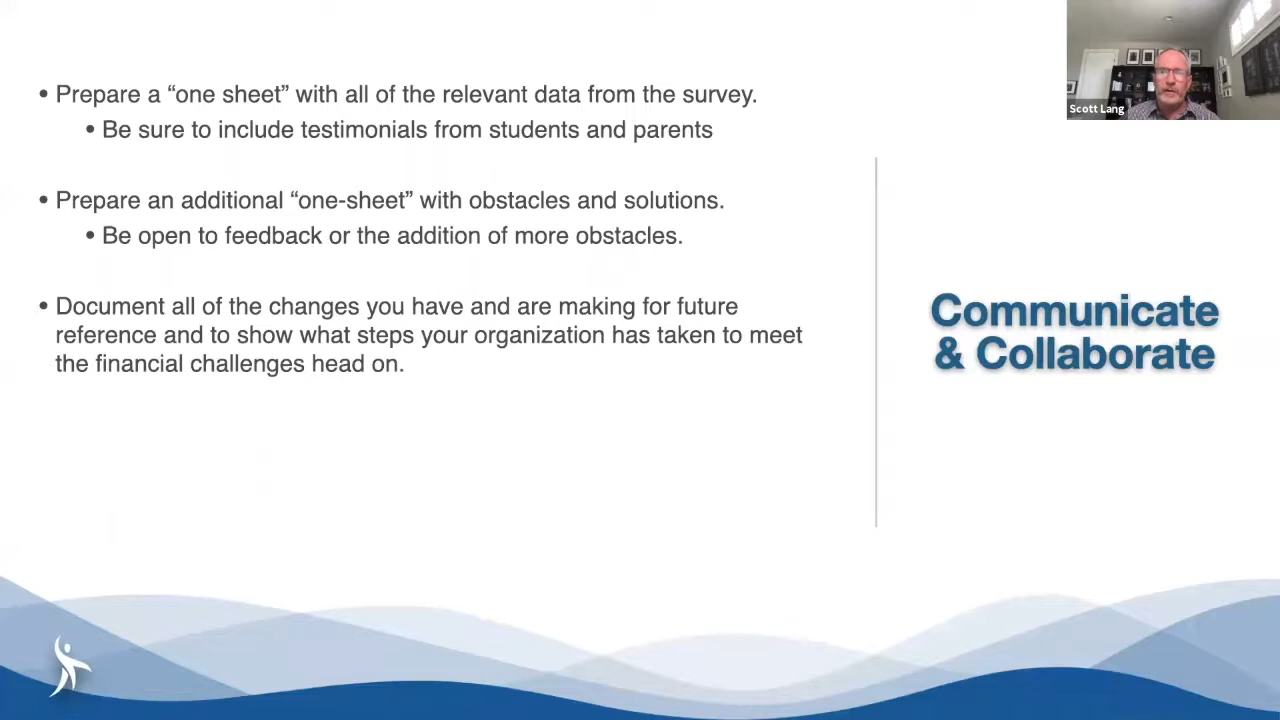 • Prepare a “one sheet” with all of the relevant data from the survey.
• Be sure to include testimonials from students and parents
• Prepare an additional “one-sheet” with obstacles and solutions.
• Be open to feedback or the addition of more obstacles.
• Document all of the changes you have and are making for future
reference and to show what steps your organization has taken to meet
the financial challenges head on.
Communicate
& Collaborate
Scott Lang